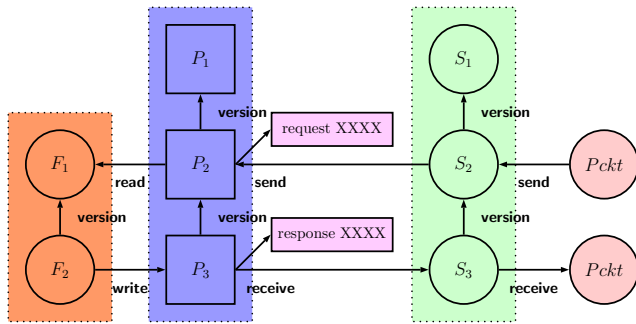 P1
S1
version
version
request XXXX
F1
P2
S2
Pckt
read
send
send
version
version
version
response XXXX
F2
P3
S3
Pckt
write
receive
receive